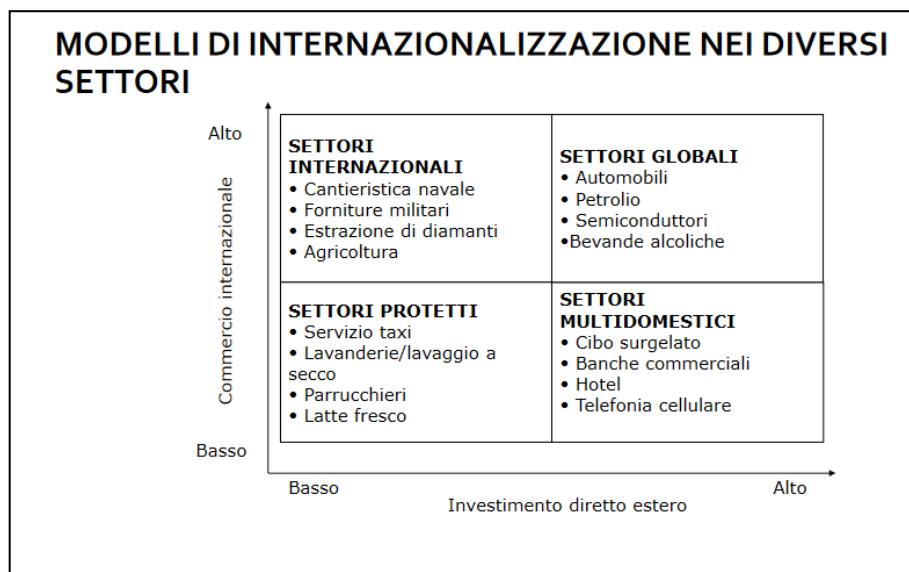 MODELLI DI INTERNAZIONALIZZAZIONE NEI DIVERSI
SETTORI
Alto
Commercio internazionale
Basso
SETTORI
INTERNAZIONALI
• Cantieristica navale
• Forniture militari
• Estrazione di diamanti
• Agricoltura
SETTORI GLOBALI
• Automobili
• Petrolio
• Semiconduttori
•Bevande alcoliche
SETTORI PROTETTI
• Servizio taxi
• Lavanderie/lavaggio a
secco
• Parrucchieri
• Latte fresco
SETTORI
MULTIDOMESTICI
• Cibo surgelato
• Banche commerciali
• Hotel
• Telefonia cellulare
Basso
Alto
Investimento diretto estero